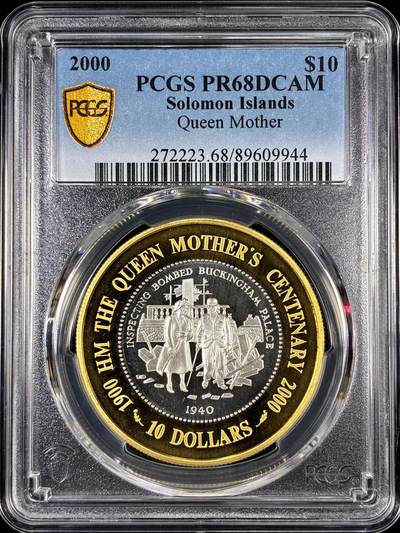 2000 $10
PCGS PR68DCAM
Solomon Islands
Queen Mother
272223.68/89609944
PCGS
1900 HM THE QUEEN MOTHER'S CENTENARY 2000
INSPECTING BOMBED BUCKINGHAM PALACE
1940
10 DOLLARS
PCGS